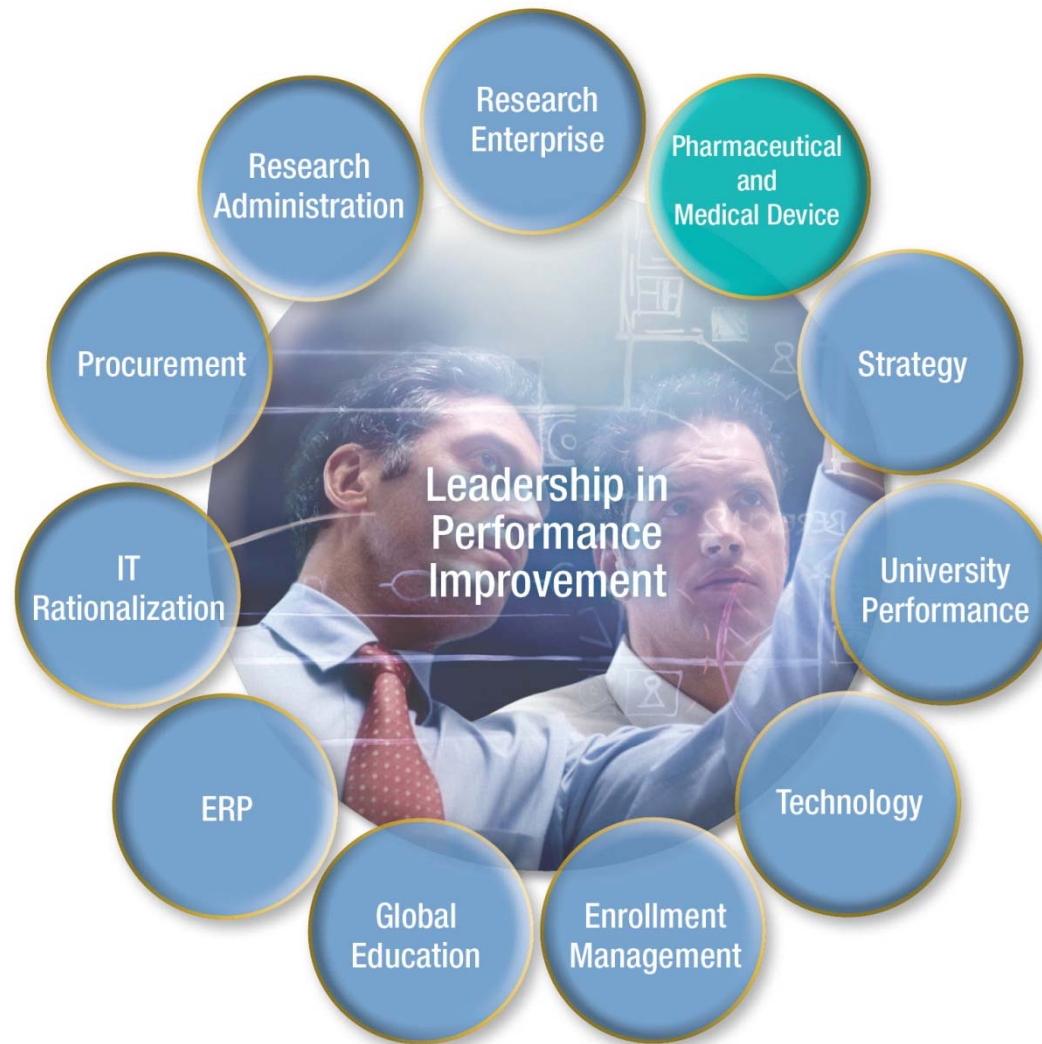 Research
Enterprise
Pharmaceutical
and
Medical Device
Strategy
University
Performance
Technology
Enrollment
Management
Global
Education
ERP
IT
Rationalization
Procurement
Research
Administration
Leadership in
Performance
Improvement